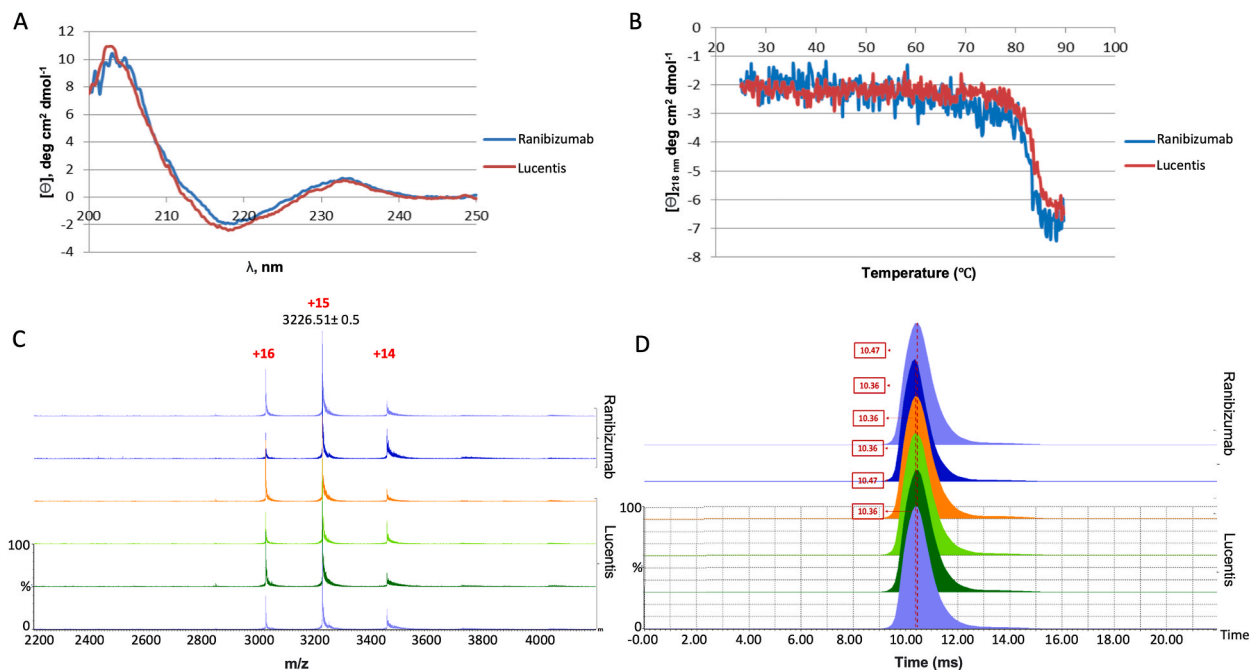 A
[Θ], deg cm² dmol⁻¹
12
10
8
6
4
2
0
-2
-4
200
210
220
230
240
250
λ, nm
Ranibizumab
Lucentis
B
[Θ]218 nm deg cm² dmol⁻¹
0
-1
-2
-3
-4
-5
-6
-7
-8
20
30
40
50
60
70
80
90
100
Temperature (℃)
Ranibizumab
Lucentis
C
+15
3226.51± 0.5
+16
+14
Ranibizumab
Lucentis
100
%
0
2200 2400 2600 2800 3000 3200 3400 3600 3800 4000
m/z
D
10.47
10.36
10.36
10.36
10.47
10.36
Ranibizumab
Lucentis
100
%
0
-0.00 2.00 4.00 6.00 8.00 10.00 12.00 14.00 16.00 18.00 20.00
Time
Time (ms)